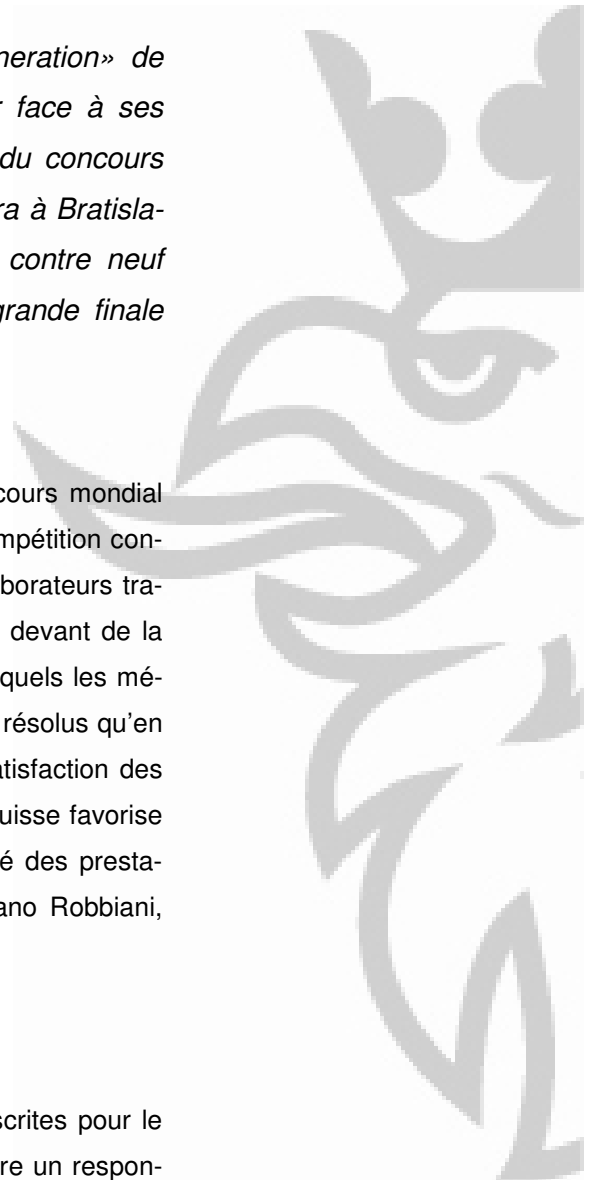 neration» de
r face à ses
du concours
ra à Bratisla-
contre neuf
grande finale
cours mondial
mpétition con-
borateurs tra-
devant de la
quels les mé-
résolus qu'en
atisfaction des
uisse favorise
é des presta-
ano Robbiani,
scrites pour le
re un respon-